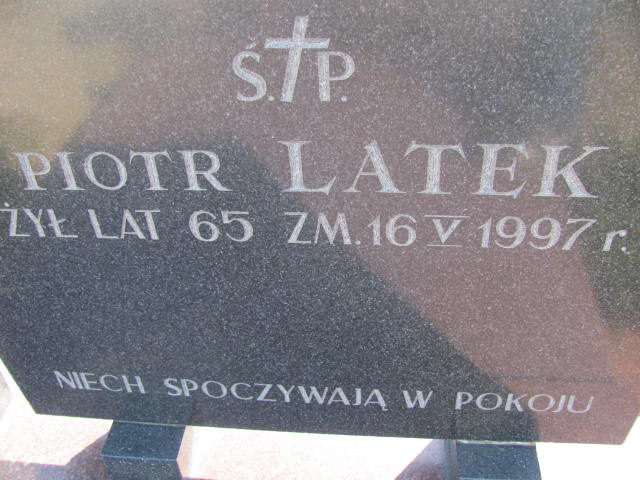 Ś.†P.
PIOTR LATEK
ŻYŁ LAT 65 ZM. 16 V 1997 r.
NIECH SPOCZYWAJĄ W POKOJU